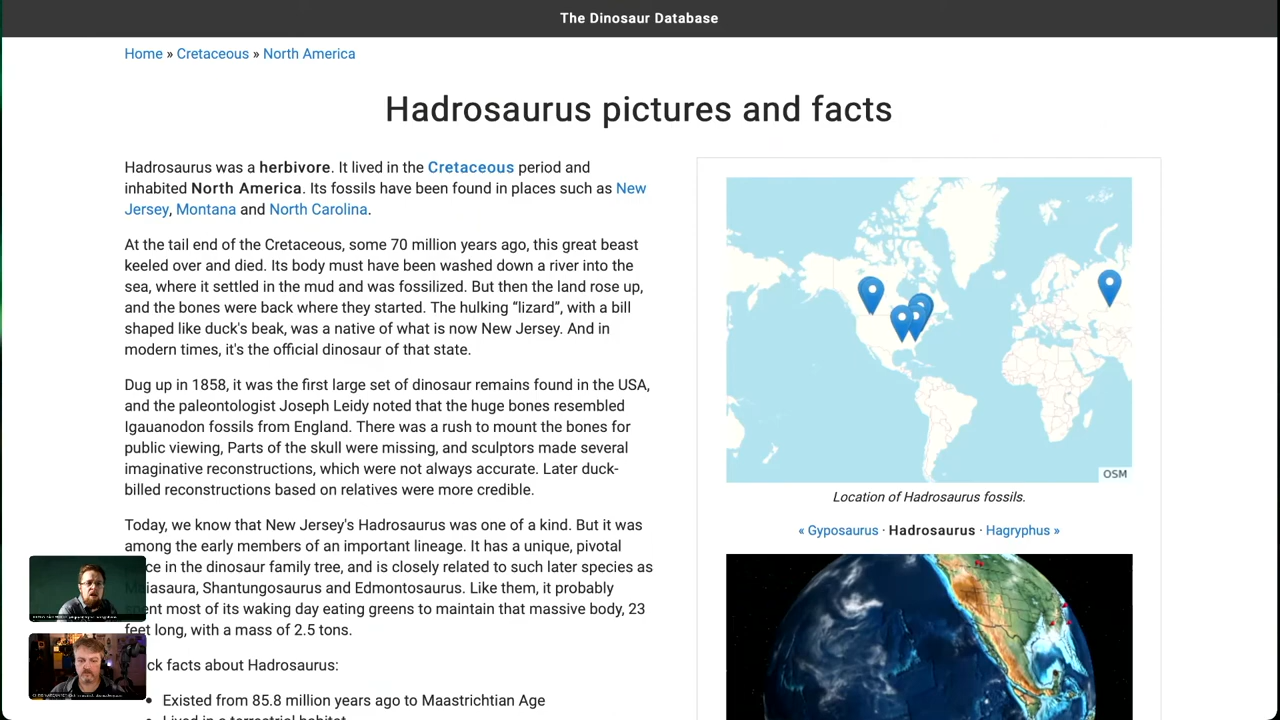 The Dinosaur Database
Home » Cretaceous » North America
Hadrosaurus pictures and facts
Hadrosaurus was a herbivore. It lived in the Cretaceous period and
inhabited North America. Its fossils have been found in places such as New
Jersey, Montana and North Carolina.
At the tail end of the Cretaceous, some 70 million years ago, this great beast
keeled over and died. Its body must have been washed down a river into the
sea, where it settled in the mud and was fossilized. But then the land rose up,
and the bones were back where they started. The hulking “lizard”, with a bill
shaped like duck's beak, was a native of what is now New Jersey. And in
modern times, it's the official dinosaur of that state.
Dug up in 1858, it was the first large set of dinosaur remains found in the USA,
and the paleontologist Joseph Leidy noted that the huge bones resembled
Igauanodon fossils from England. There was a rush to mount the bones for
public viewing, Parts of the skull were missing, and sculptors made several
imaginative reconstructions, which were not always accurate. Later duck-
billed reconstructions based on relatives were more credible.
Today, we know that New Jersey's Hadrosaurus was one of a kind. But it was
among the early members of an important lineage. It has a unique, pivotal
ce in the dinosaur family tree, and is closely related to such later species as
Maiasaura, Shantungosaurus and Edmontosaurus. Like them, it probably
spent most of its waking day eating greens to maintain that massive body, 23
feet long, with a mass of 2.5 tons.
ck facts about Hadrosaurus:
• Existed from 85.8 million years ago to Maastrichtian Age
• Lived in a terrestrial habitat
OSM
Location of Hadrosaurus fossils.
« Gyposaurus · Hadrosaurus · Hagryphus »